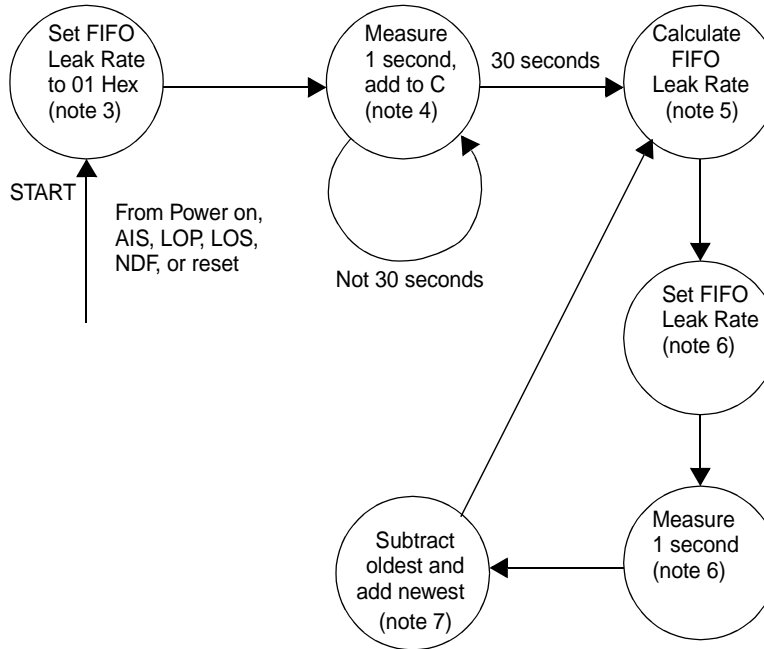 Set FIFO
Leak Rate
to 01 Hex
(note 3)
Measure
1 second,
add to C
(note 4)
30 seconds
Calculate
FIFO
Leak Rate
(note 5)
START
From Power on,
AIS, LOP, LOS,
NDF, or reset
Not 30 seconds
Set FIFO
Leak Rate
(note 6)
Measure
1 second
(note 6)
Subtract
oldest and
add newest
(note 7)